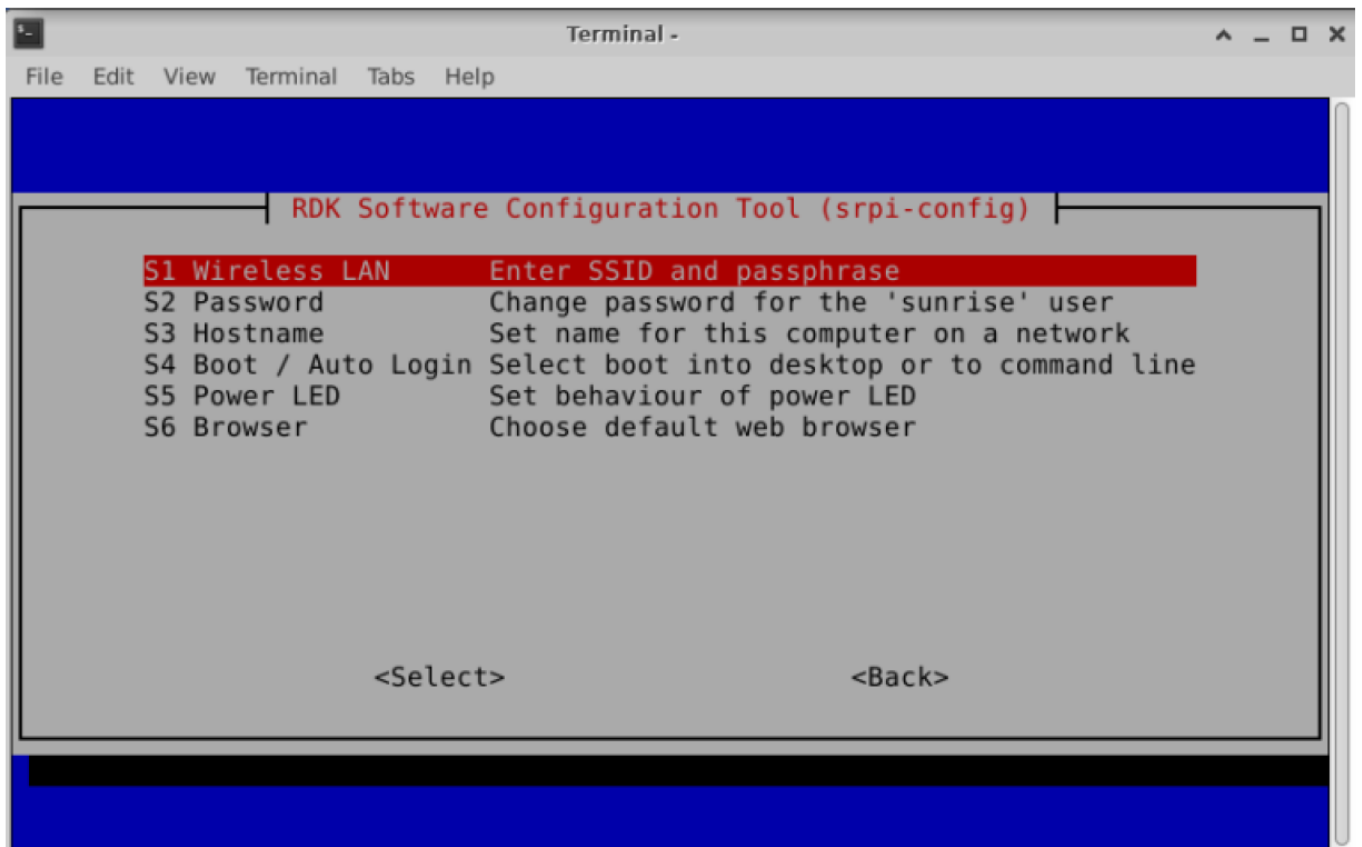 Terminal -
File Edit View Terminal Tabs Help
RDK Software Configuration Tool (srpi-config)
S1 Wireless LAN Enter SSID and passphrase
S2 Password Change password for the 'sunrise' user
S3 Hostname Set name for this computer on a network
S4 Boot / Auto Login Select boot into desktop or to command line
S5 Power LED Set behaviour of power LED
S6 Browser Choose default web browser
<Select> <Back>